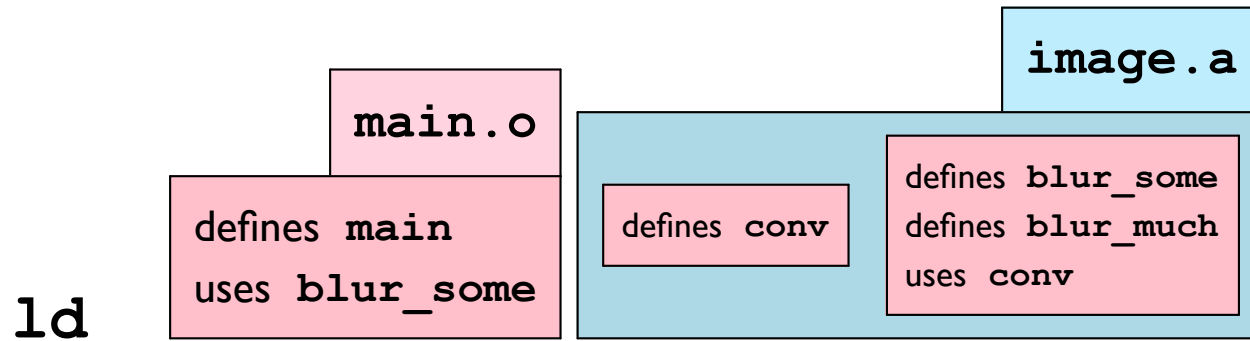 ld
main.o
defines main
uses blur_some
image.a
defines conv
defines blur_some
defines blur_much
uses conv